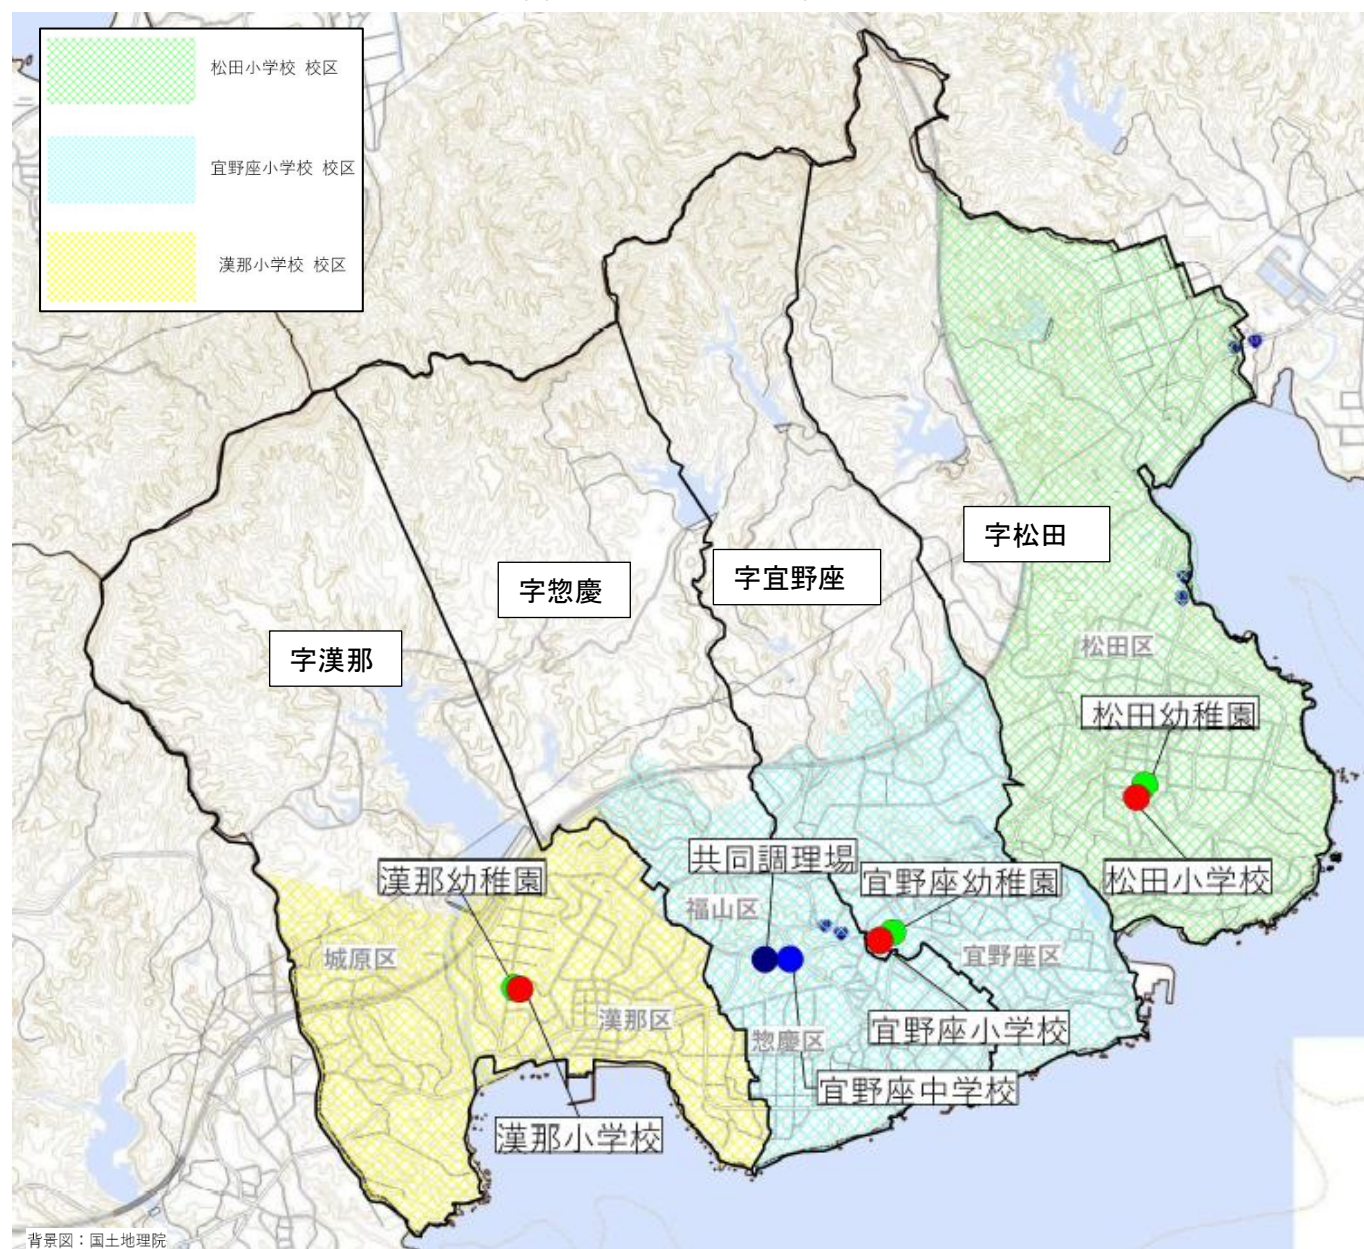 松田小学校 校区
宜野座小学校 校区
漢那小学校 校区
字松田
字宜野座
字惣慶
字漢那
松田区
松田幼稚園
共同調理場
漢那幼稚園
宜野座幼稚園
松田小学校
福山区
城原区
宜野座区
漢那区
宜野座小学校
惣慶区
宜野座中学校
漢那小学校
背景図：国土地理院